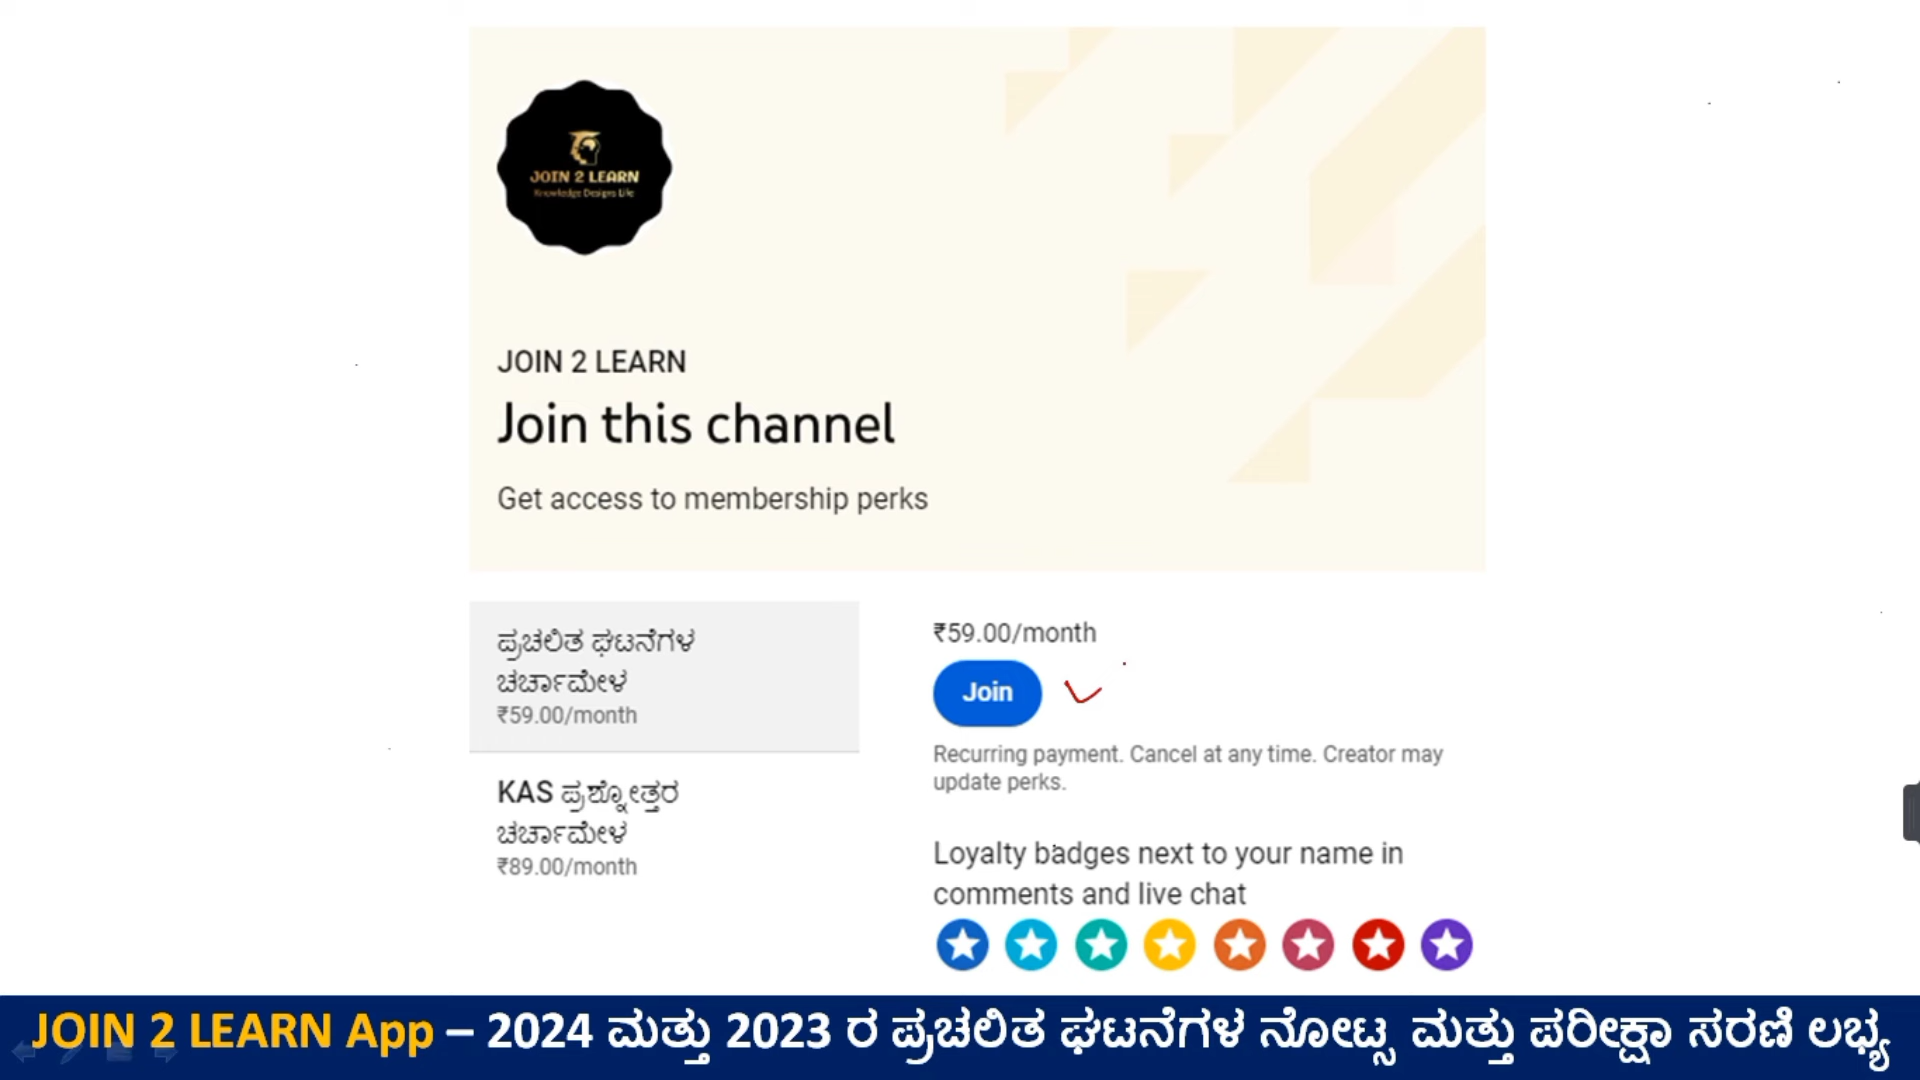 JOIN 2 LEARN
Knowledge Designs Life
JOIN 2 LEARN
Join this channel
Get access to membership perks
ಪ್ರಚಲಿತ ಘಟನೆಗಳ
ಚರ್ಚಾಮೇಳ
₹59.00/month
KAS ಪ್ರಶ್ನೋತ್ತರ
ಚರ್ಚಾಮೇಳ
₹89.00/month
₹59.00/month
Join
Recurring payment. Cancel at any time. Creator may
update perks.
Loyalty badges next to your name in
comments and live chat
JOIN 2 LEARN App – 2024 ಮತ್ತು 2023 ರ ಪ್ರಚಲಿತ ಘಟನೆಗಳ ನೋಟ್ಸ ಮತ್ತು ಪರೀಕ್ಷಾ ಸರಣಿ ಲಭ್ಯ